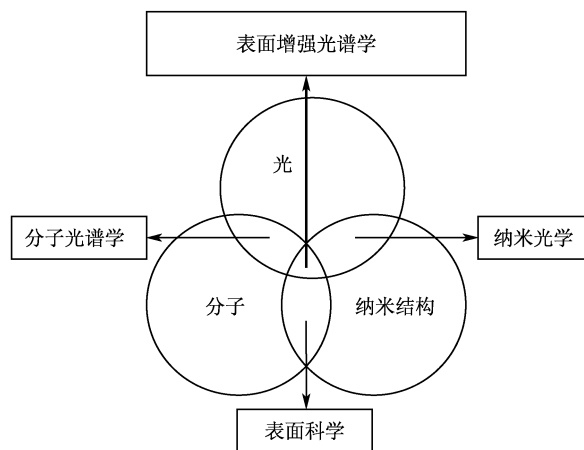 表面增强光谱学
光
分子光谱学
纳米光学
分子
纳米结构
表面科学